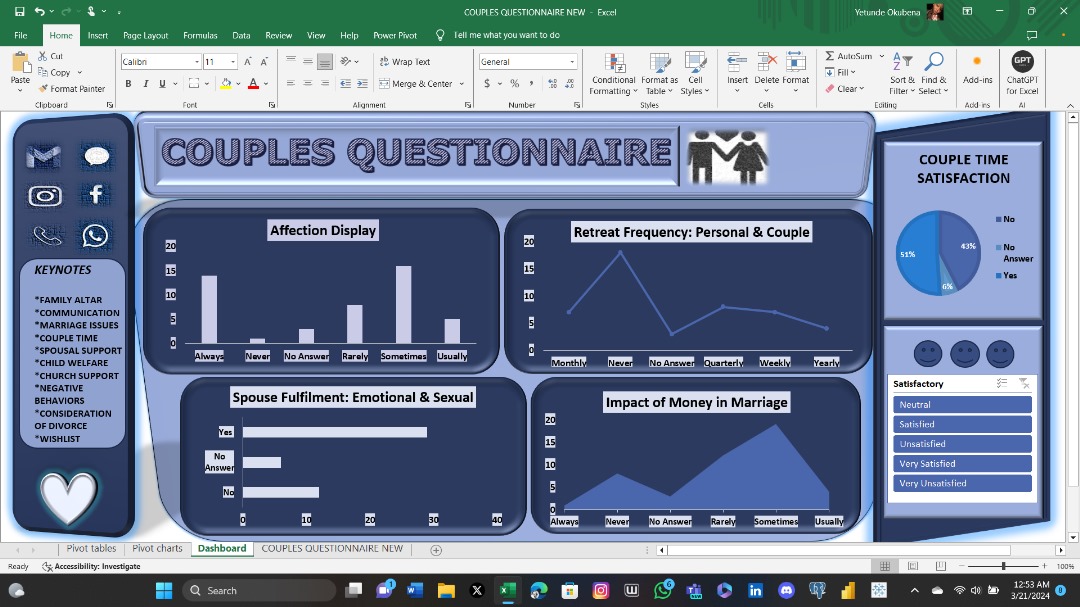 COUPLES QUESTIONNAIRE NEW - Excel
Yetunde Okubena
File Home Insert Page Layout Formulas Data Review View Help Power Pivot Tell me what you want to do
Paste
Cut
Copy
Format Painter
Clipboard
Calibri 11 A A
B I U A
Font
Wrap Text
Merge & Center
Alignment
General
$ % ,
Number
Conditional Formatting
Format as Table
Cell Styles
Styles
Insert Delete Format
Cells
AutoSum
Fill
Clear
Sort & Filter
Find & Select
Editing
Add-ins
Add-ins
GPT
ChatGPT for Excel
AI
COUPLES QUESTIONNAIRE
KEYNOTES
*FAMILY ALTAR
*COMMUNICATION
*MARRIAGE ISSUES
*COUPLE TIME
*SPOUSAL SUPPORT
*CHILD WELFARE
*CHURCH SUPPORT
*NEGATIVE
BEHAVIORS
*CONSIDERATION
OF DIVORCE
*WISHLIST
Affection Display
20
15
10
5
0
Always Never No Answer Rarely Sometimes Usually
Retreat Frequency: Personal & Couple
20
15
10
5
0
Monthly Never No Answer Quarterly Weekly Yearly
Spouse Fulfilment: Emotional & Sexual
Yes
No
Answer
No
0 10 20 30 40
Impact of Money in Marriage
20
15
10
5
0
Always Never No Answer Rarely Sometimes Usually
COUPLE TIME
SATISFACTION
51%
43%
6%
No
No
Answer
Yes
Satisfactory
Neutral
Satisfied
Unsatisfied
Very Satisfied
Very Unsatisfied
Pivot tables Pivot charts Dashboard COUPLES QUESTIONNAIRE NEW
Ready Accessibility: Investigate
100%
Search
12:53 AM
3/21/2024